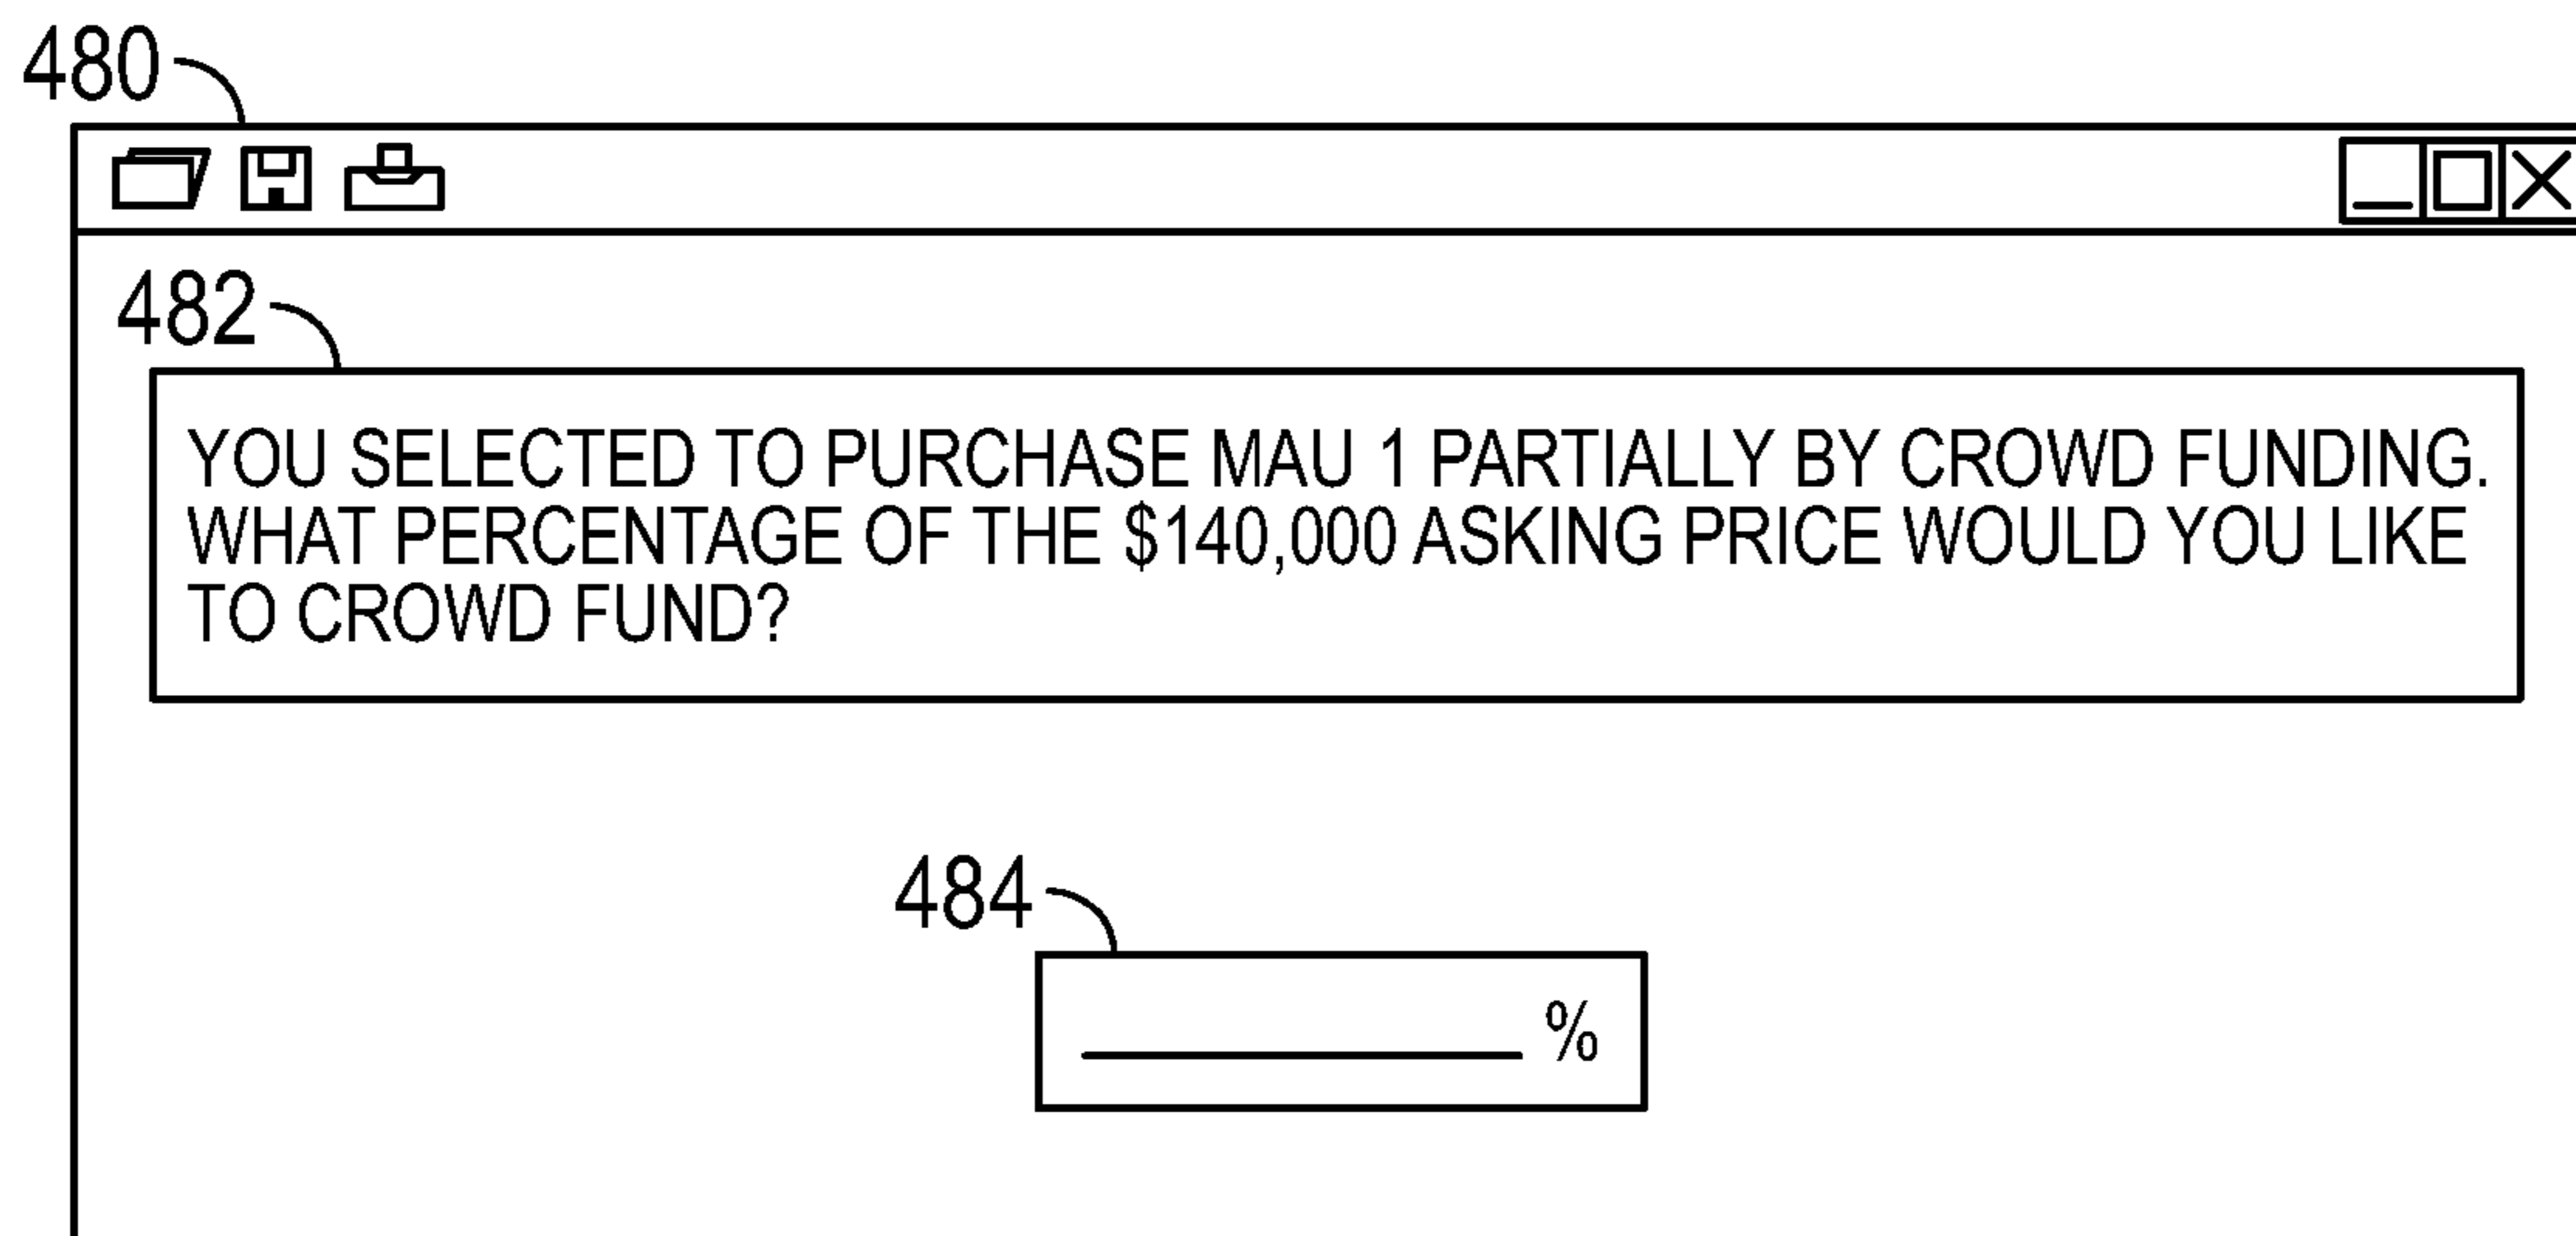 480
482
YOU SELECTED TO PURCHASE MAU 1 PARTIALLY BY CROWD FUNDING.
WHAT PERCENTAGE OF THE $140,000 ASKING PRICE WOULD YOU LIKE
TO CROWD FUND?
484
%